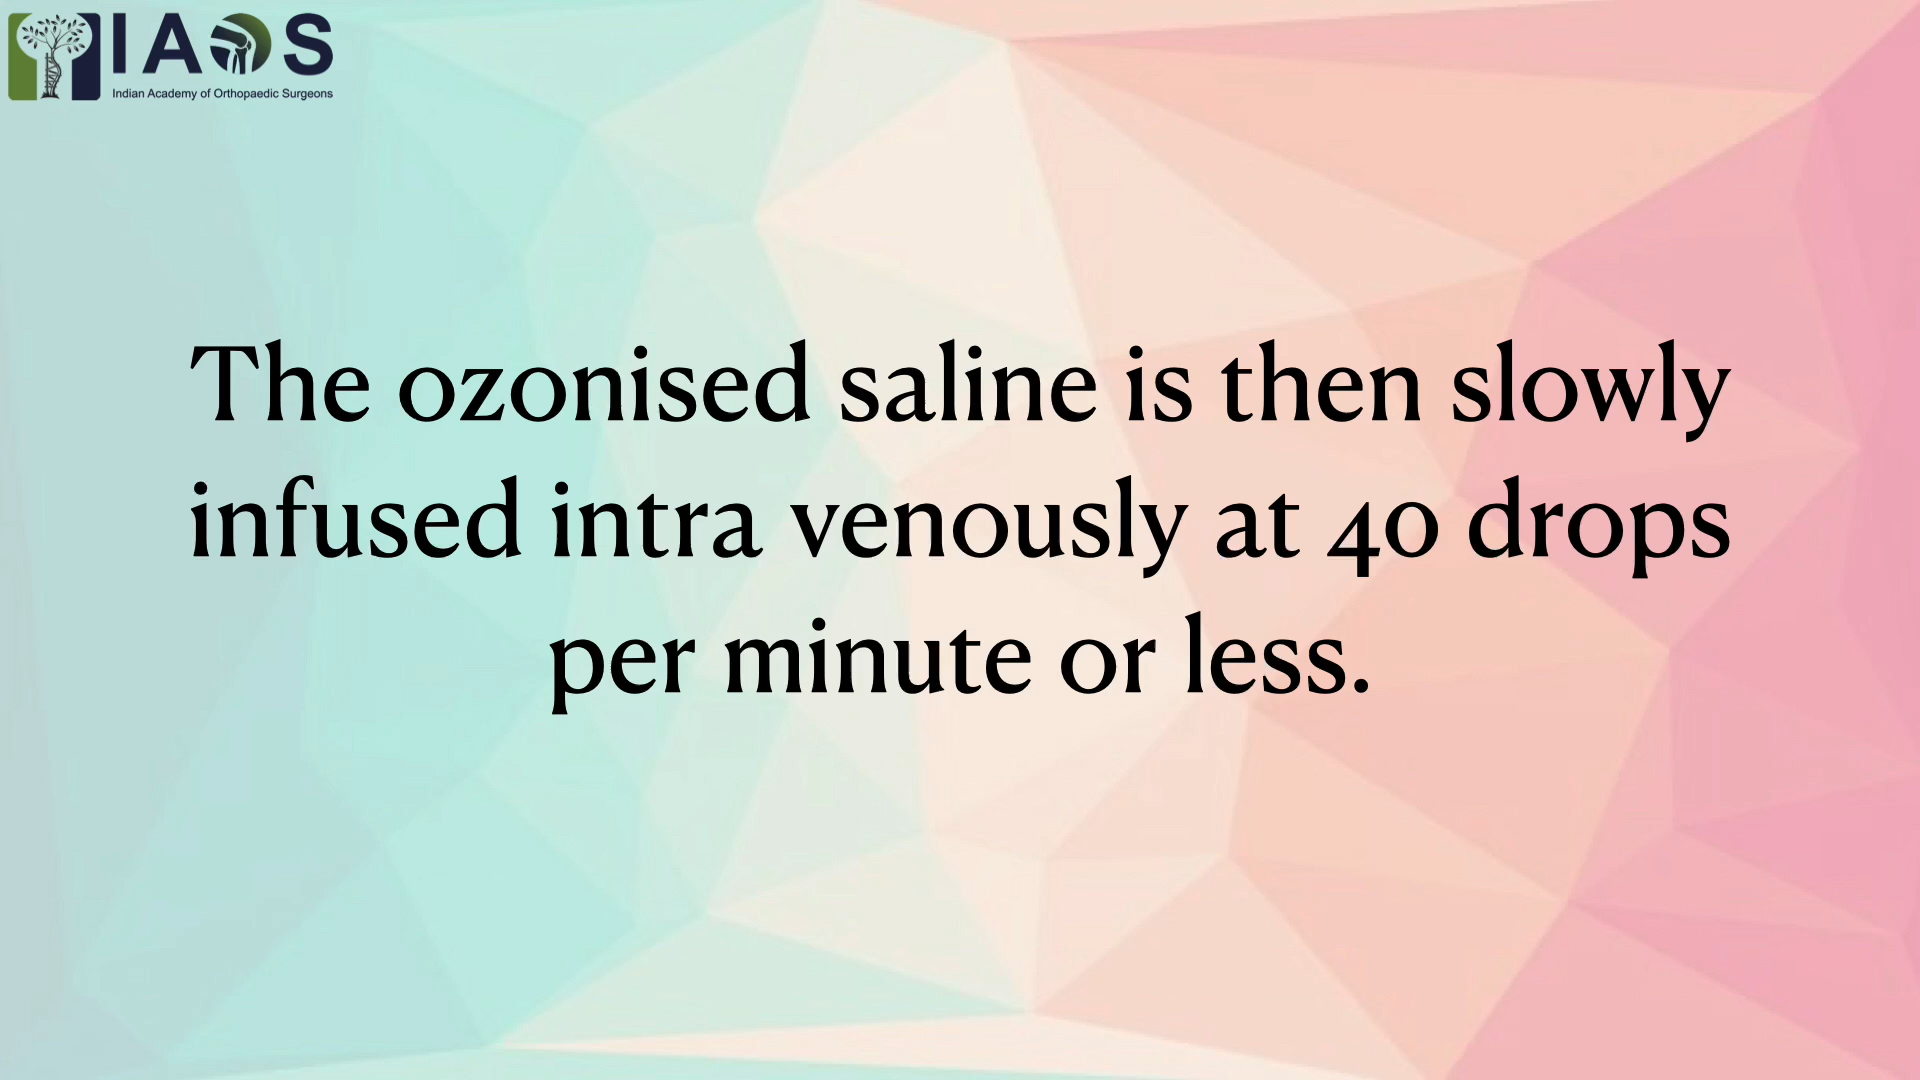 IAOS
Indian Academy of Orthopaedic Surgeons
The ozonised saline is then slowly
infused intra venously at 40 drops
per minute or less.